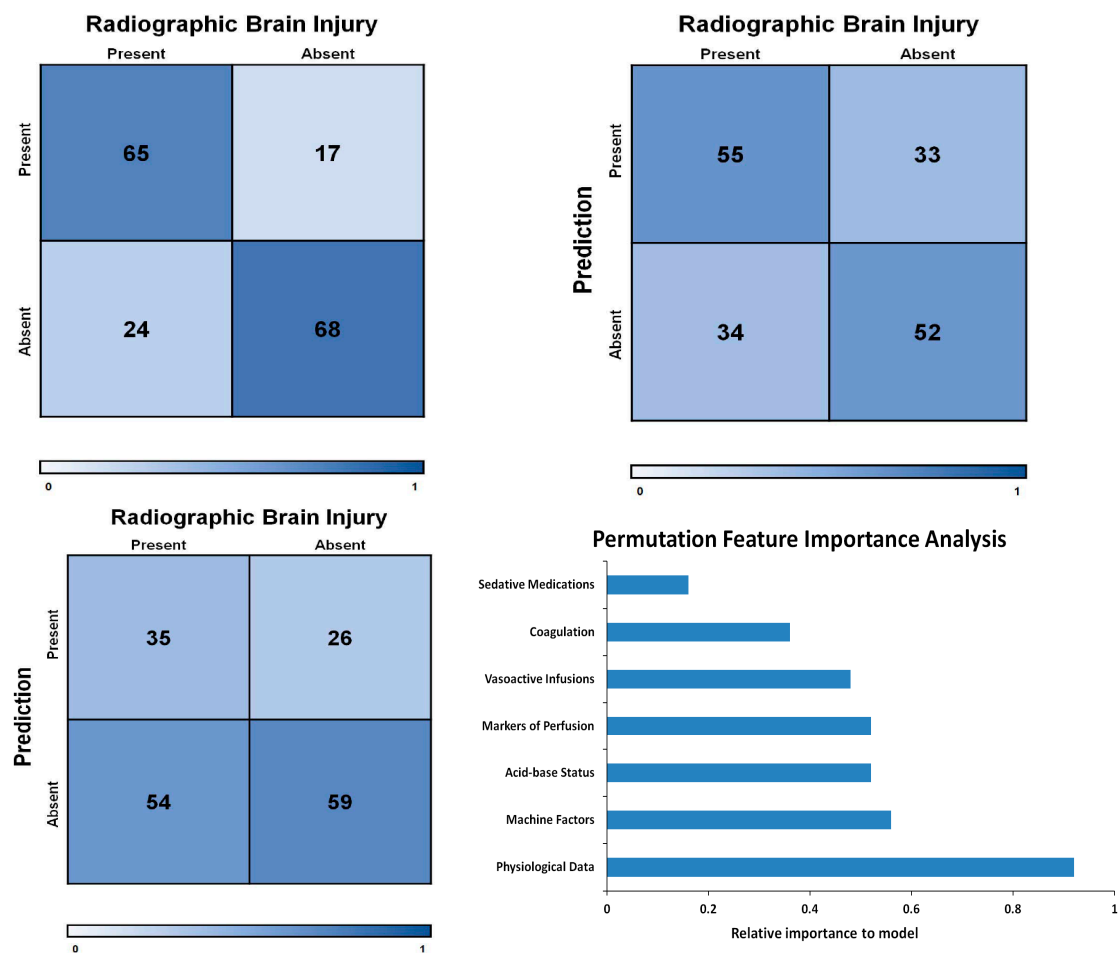 Radiographic Brain Injury
Present Absent
Present
65 17
Absent
24 68
0 1
Radiographic Brain Injury
Present Absent
Prediction
Present
55 33
Absent
34 52
0 1
Radiographic Brain Injury
Present Absent
Prediction
Present
35 26
Absent
54 59
0 1
Permutation Feature Importance Analysis
Sedative Medications
Coagulation
Vasoactive Infusions
Markers of Perfusion
Acid-base Status
Machine Factors
Physiological Data
0 0.2 0.4 0.6 0.8 1
Relative importance to model